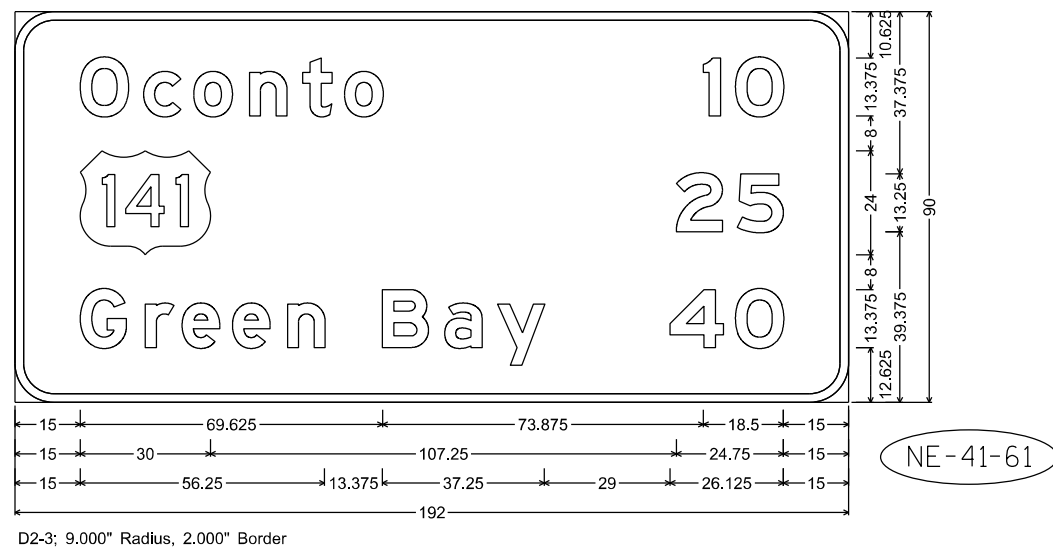 Oconto 10
141 25
Green Bay 40
10.625
13.375
8
24
8
13.375
12.625
37.375
13.25
39.375
90
15 69.625 73.875 18.5 15
15 30 107.25 24.75 15
15 56.25 13.375 37.25 29 26.125 15
192
NE-41-61
D2-3; 9.000" Radius, 2.000" Border